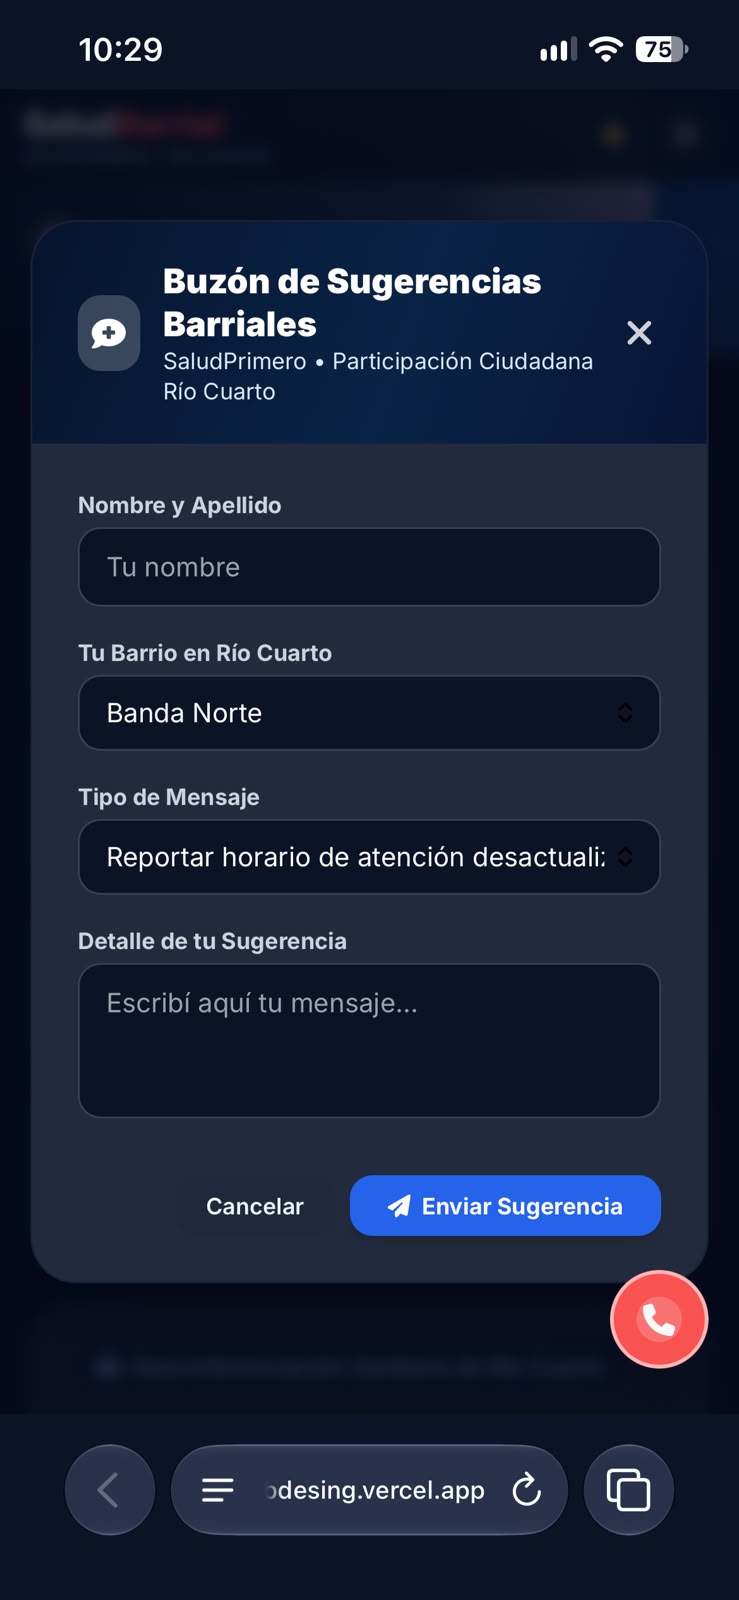 10:29
75
SaludBarrial
Buzón de Sugerencias
Barriales
SaludPrimero • Participación Ciudadana
Río Cuarto
Nombre y Apellido
Tu nombre
Tu Barrio en Río Cuarto
Banda Norte
Tipo de Mensaje
Reportar horario de atención
Detalle de tu Sugerencia
Escribí aquí tu mensaje...
Cancelar
Enviar Sugerencia
odesing.vercel.app